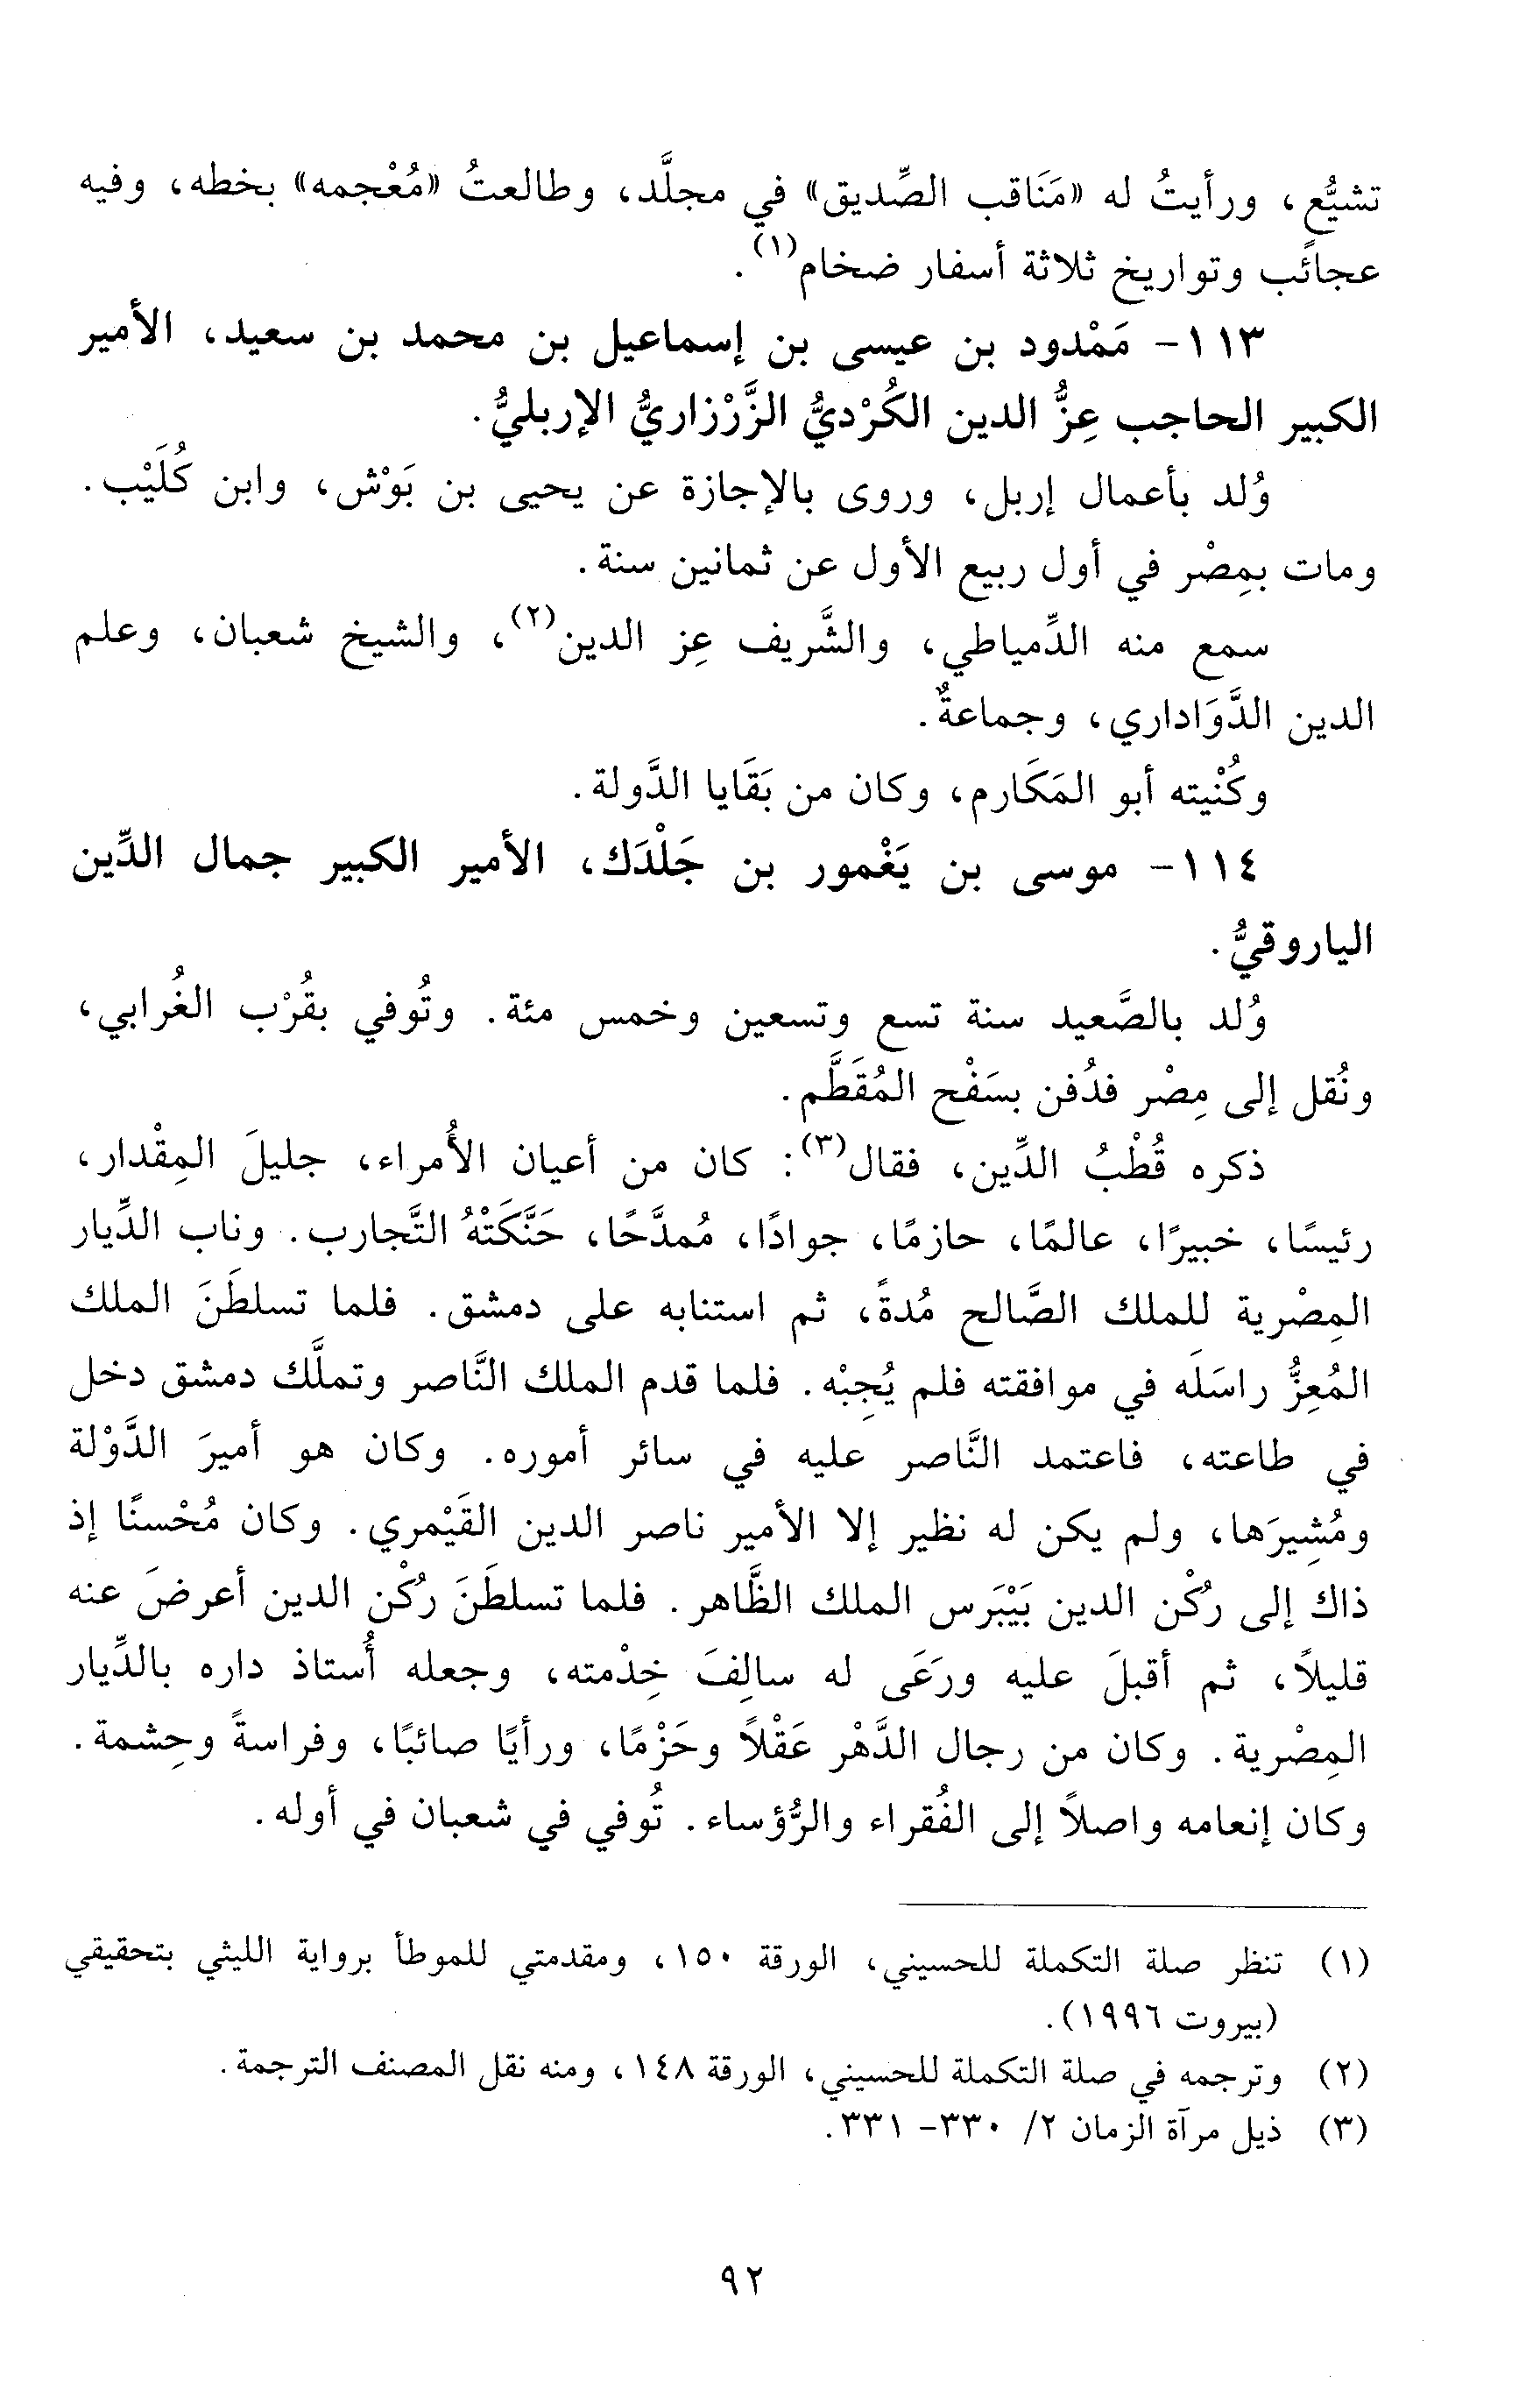 تشيُّع، ورأيتُ له «مَنَاقب الصِّديق» في مجلَّد، وطالعتُ «مُعْجمه» بخطه، وفيه
عجائب وتواريخ ثلاثة أسفار ضخام(١).
١١٣- مَمْدود بن عيسى بن إسماعيل بن محمد بن سعيد، الأمير
الكبير الحاجب عِزُّ الدين الكُرْديُّ الزَّرْزاريُّ الإربليُّ.
وُلد بأعمال إربل، وروى بالإجازة عن يحيى بن بَوْش، وابن كُلَيْب.
ومات بمِصْر في أول ربيع الأول عن ثمانين سنة.
سمع منه الدِّمياطي، والشَّريف عِز الدين(٢)، والشيخ شعبان، وعلم
الدين الدَّوَاداري، وجماعةٌ.
وكُنْيته أبو المَكَارم، وكان من بَقَايا الدَّولة.
١١٤- موسى بن يَغْمور بن جَلْدَك، الأمير الكبير جمال الدِّين
الياروقيُّ.
وُلد بالصَّعيد سنة تسع وتسعين وخمس مئة. وتُوفي بقُرْب الغُرابي،
ونُقل إلى مِصْر فدُفن بسَفْح المُقَطَّم.
ذكره قُطْبُ الدِّين، فقال(٣): كان من أعيان الأُمراء، جليلَ المِقْدار،
رئيسًا، خبيرًا، عالمًا، حازمًا، جوادًا، مُمدَّحًا، حَنَّكَتْهُ التَّجارب. وناب الدِّيار
المِصْرية للملك الصَّالح مُدةً، ثم استنابه على دمشق. فلما تسلطَنَ الملك
المُعِزُّ راسَلَه في موافقته فلم يُجِبْه. فلما قدم الملك النَّاصر وتملَّك دمشق دخل
في طاعته، فاعتمد النَّاصر عليه في سائر أموره. وكان هو أميرَ الدَّوْلة
ومُشِيرَها، ولم يكن له نظير إلا الأمير ناصر الدين القَيْمري. وكان مُحْسنًا إذ
ذاك إلى رُكْن الدين بَيْبَرس الملك الظَّاهر. فلما تسلطَنَ رُكْن الدين أعرضَ عنه
قليلاً، ثم أقبلَ عليه ورَعَى له سالِفَ خِدْمته، وجعله أُستاذ داره بالدِّيار
المِصْرية. وكان من رجال الدَّهْر عَقْلاً وحَزْمًا، ورأيًا صائبًا، وفراسةً وحِشمة.
وكان إنعامه واصلاً إلى الفُقراء والرُّؤساء. تُوفي في شعبان في أوله.
(١) تنظر صلة التكملة للحسيني، الورقة ١٥٠، ومقدمتي للموطأ برواية الليثي بتحقيقي
(بيروت ١٩٩٦).
(٢) وترجمه في صلة التكملة للحسيني، الورقة ١٤٨، ومنه نقل المصنف الترجمة.
(٣) ذيل مرآة الزمان ٢/ ٣٣٠- ٣٣١.
٩٢